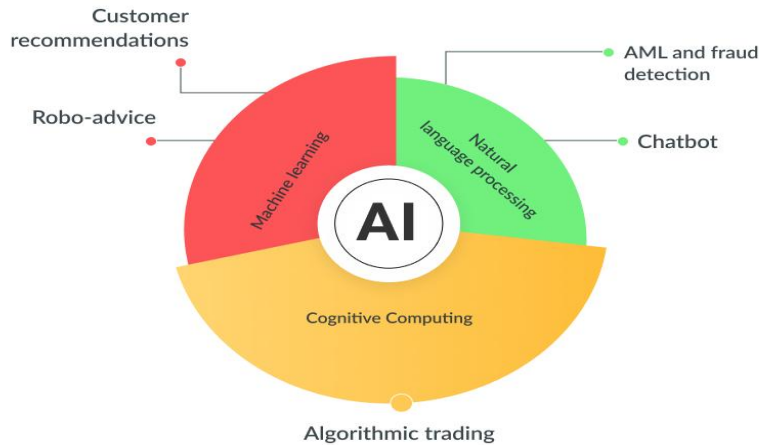 Customer
recommendations
Robo-advice
Machine learning
AML and fraud
detection
Chatbot
Natural
language processing
AI
Cognitive Computing
Algorithmic trading